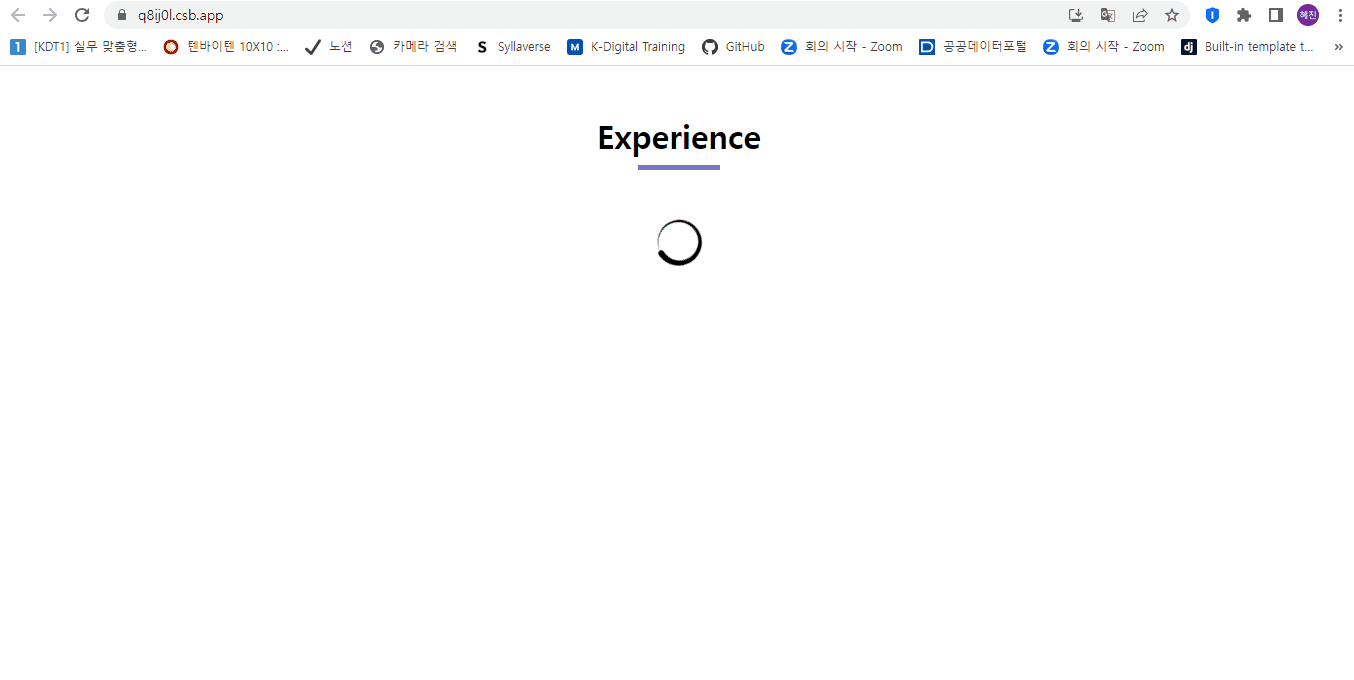 q8ij0l.csb.app
혜진
1 [KDT1] 실무 맞춤형... 텐바이텐 10X10 :... 노션 카메라 검색 S Syllaverse M K-Digital Training GitHub Z 회의 시작 - Zoom D 공공데이터포털 Z 회의 시작 - Zoom dj Built-in template t... »
Experience